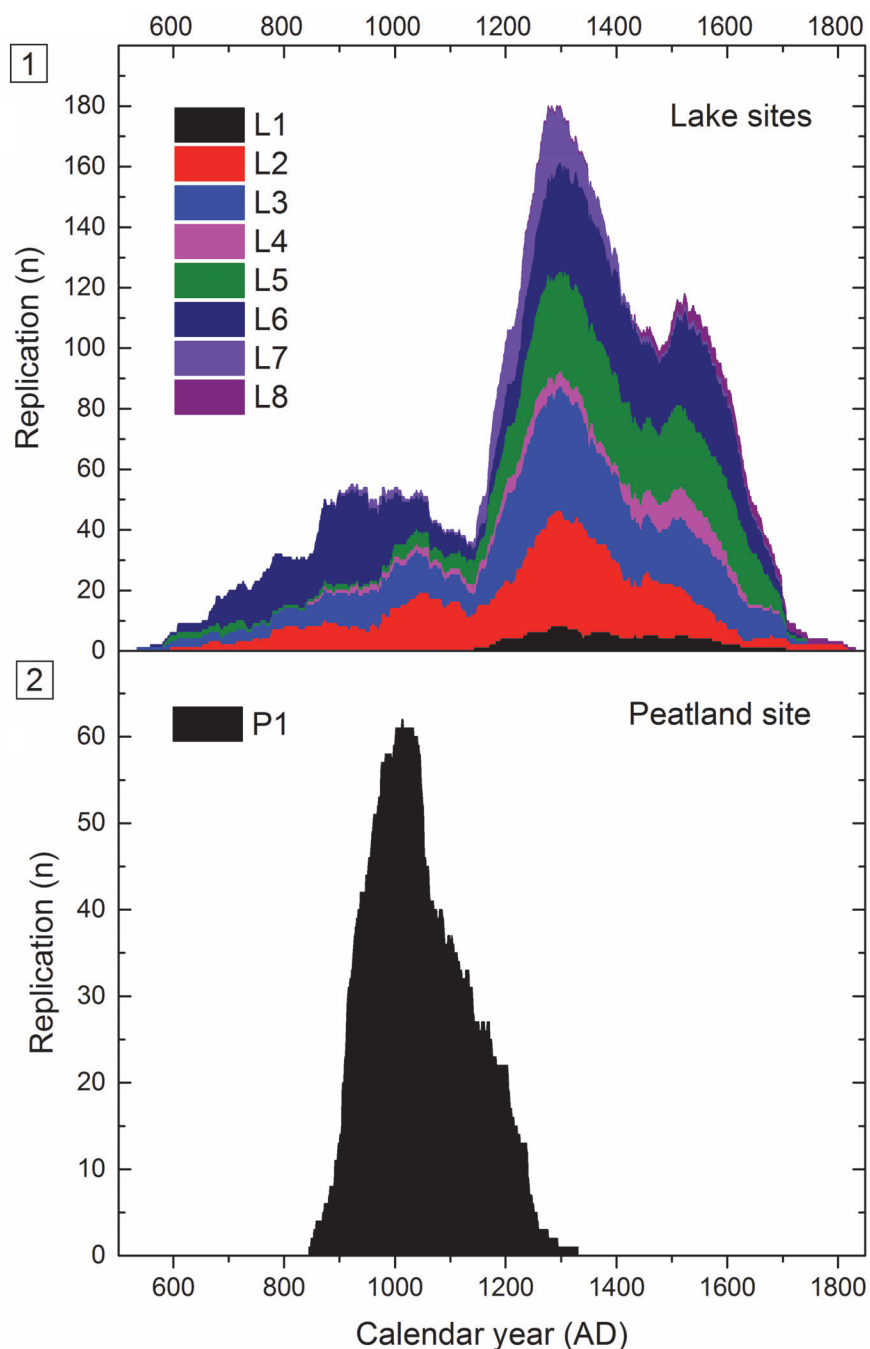 600 800 1000 1200 1400 1600 1800
1
Lake sites
L1
L2
L3
L4
L5
L6
L7
L8
180
160
140
120
100
80
60
40
20
0
Replication (n)
2
Peatland site
P1
60
50
40
30
20
10
0
Replication (n)
600 800 1000 1200 1400 1600 1800
Calendar year (AD)